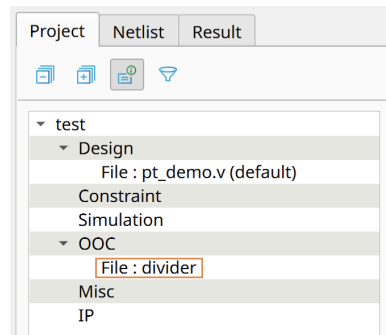 Project Netlist Result
test
Design
File : pt_demo.v (default)
Constraint
Simulation
OOC
File : divider
Misc
IP